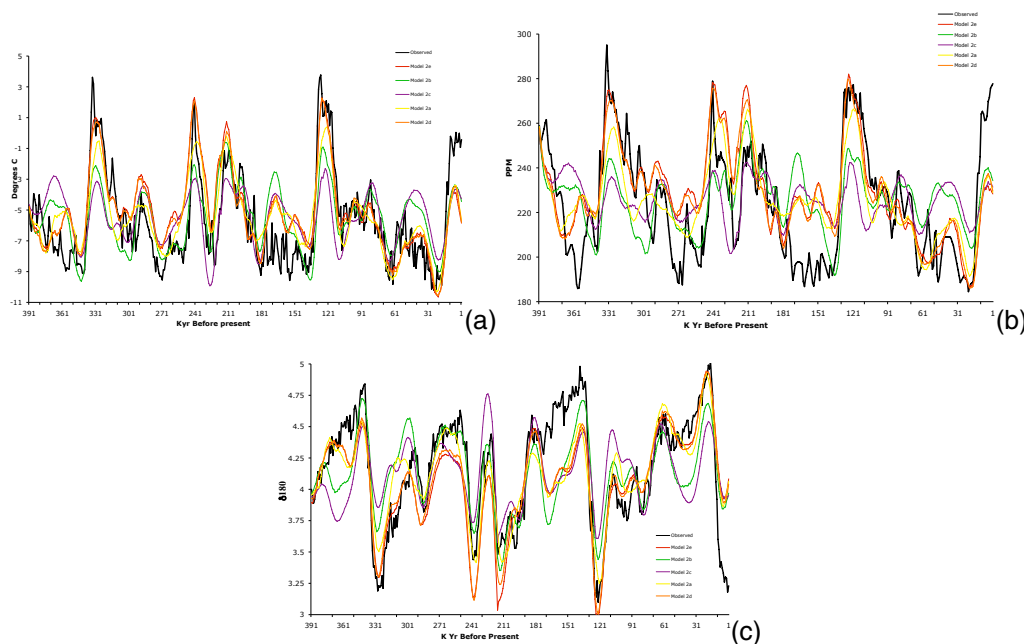 5
3
1
-1
-3
-5
-7
-9
-11
Degrees C
391 361 331 301 271 241 211 181 151 121 91 61 31 1
Kyr Before present
Observed
Model 2e
Model 2b
Model 2c
Model 2a
Model 2d
(a)
300
280
260
240
220
200
180
PPM
391 361 331 301 271 241 211 181 151 121 91 61 31 1
K Yr Before Present
Observed
Model 2e
Model 2b
Model 2c
Model 2a
Model 2d
(b)
5
4.75
4.5
4.25
4
3.75
3.5
3.25
3
δ18O
391 361 331 301 271 241 211 181 151 121 91 61 31 1
K Yr Before Present
Observed
Model 2e
Model 2b
Model 2c
Model 2a
Model 2d
(c)